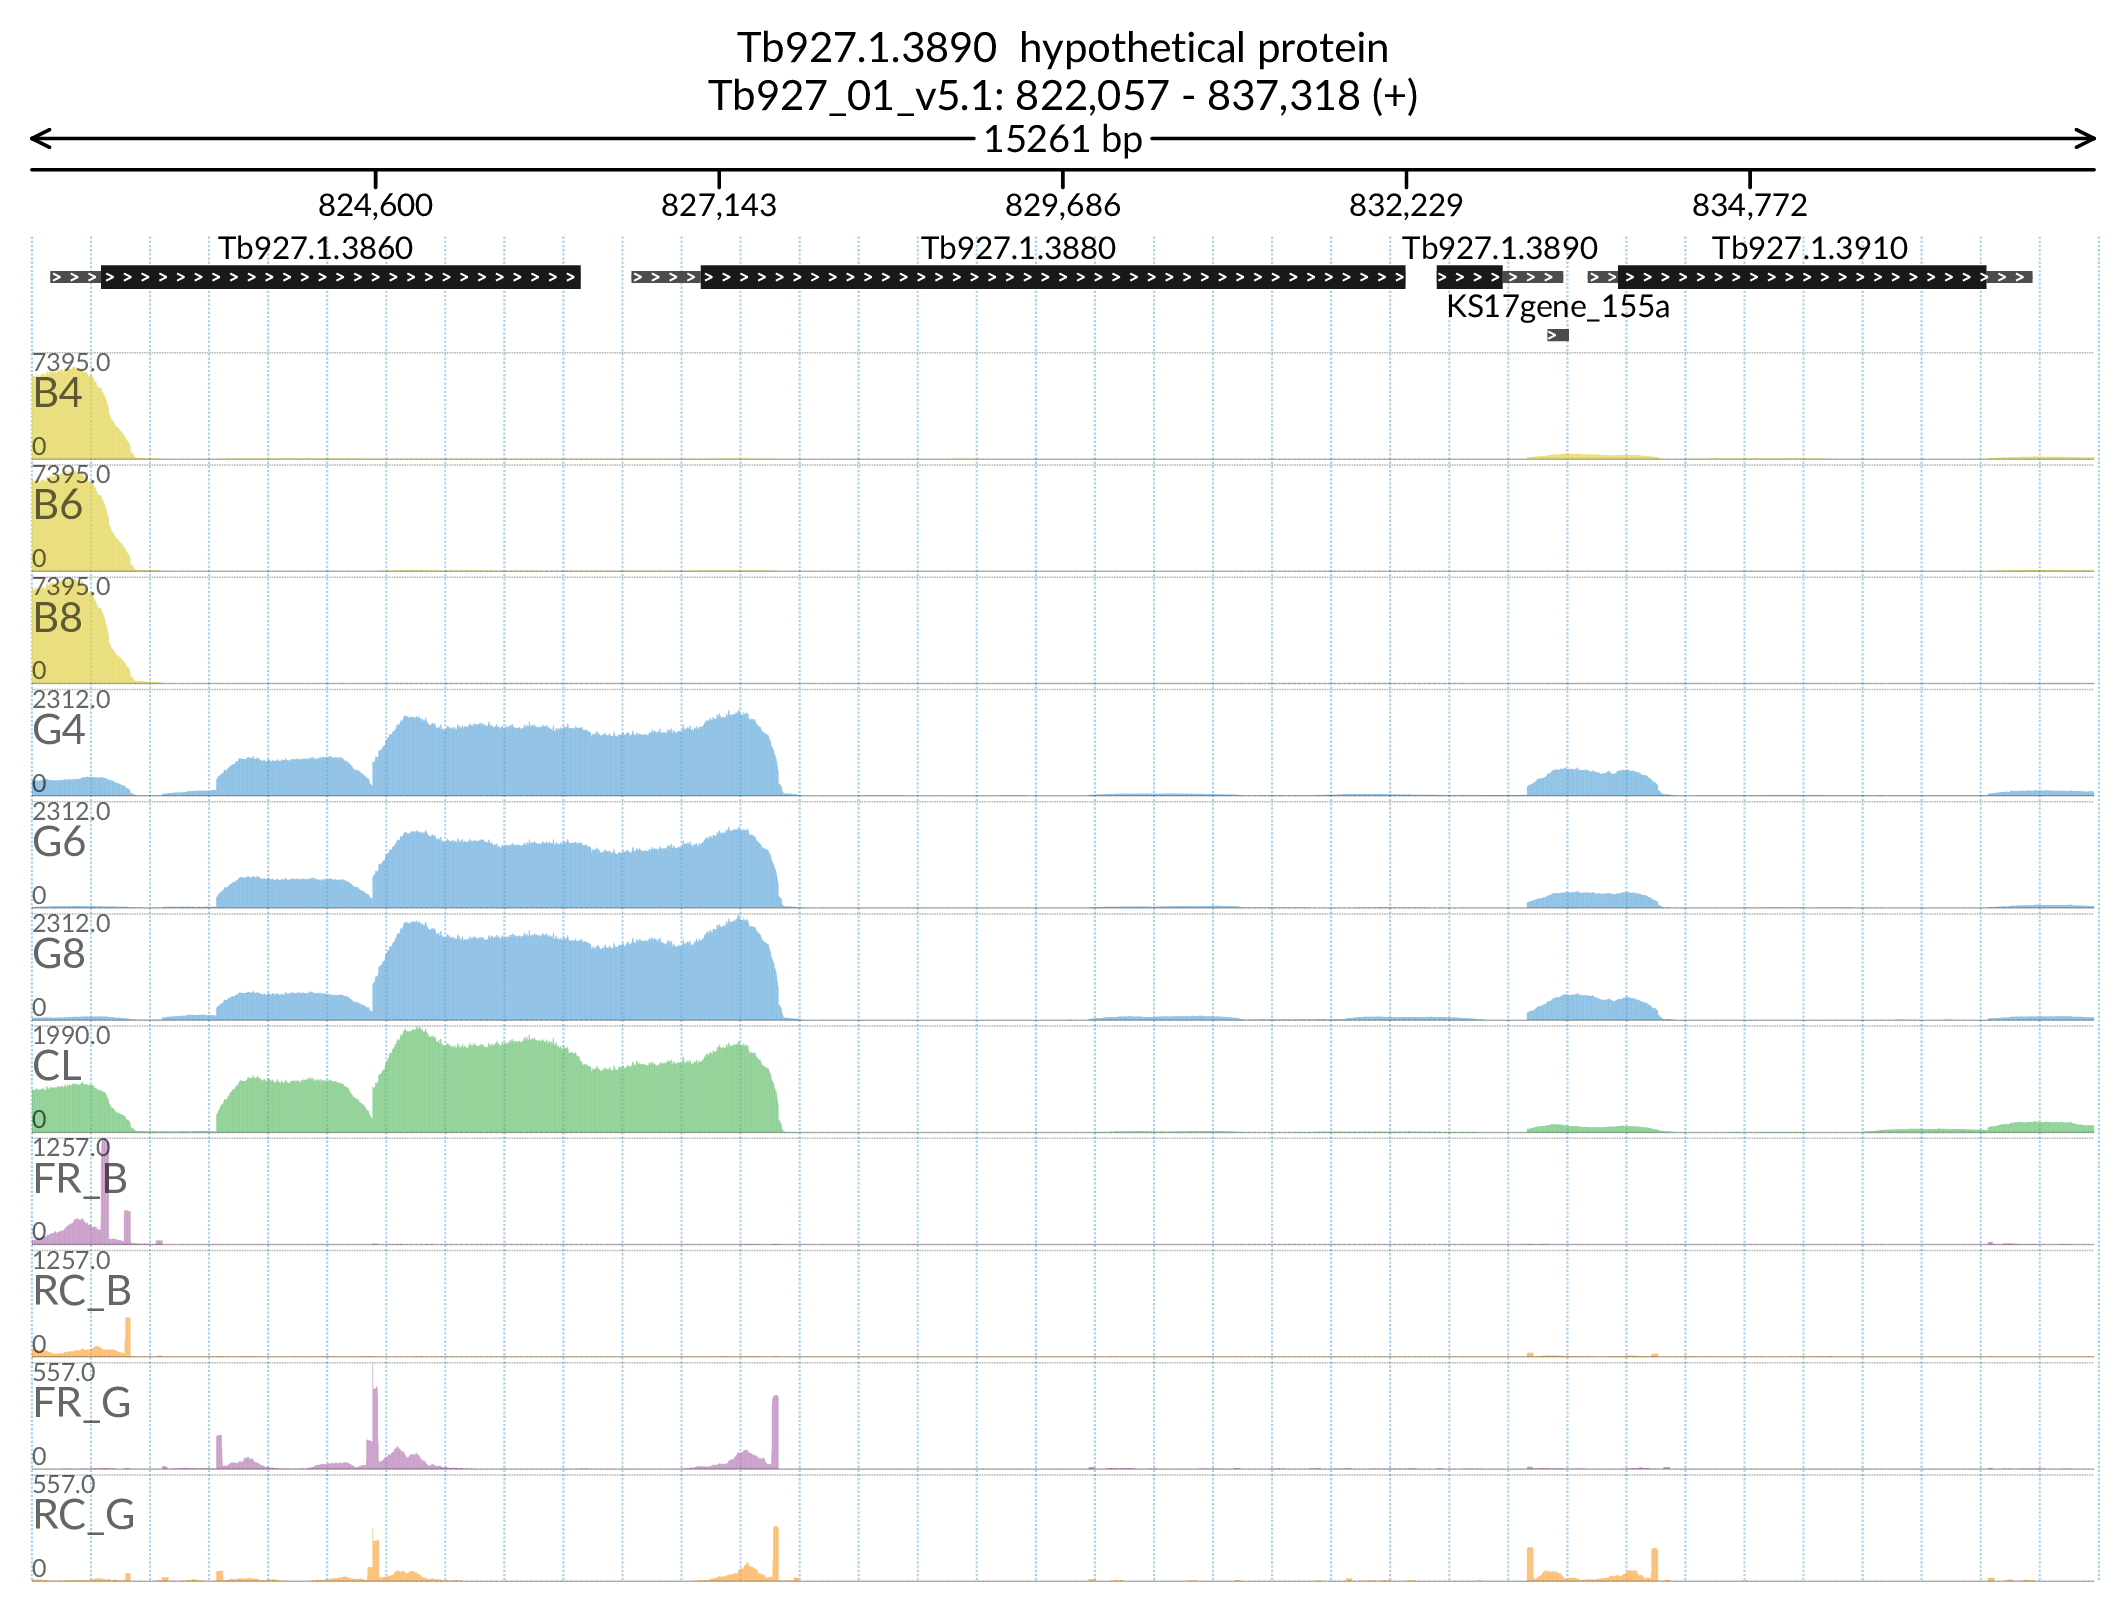 Tb927.1.3890  hypothetical protein
Tb927_01_v5.1: 822,057 - 837,318 (+)
15261 bp
824,600 827,143 829,686 832,229 834,772
Tb927.1.3860 Tb927.1.3880 Tb927.1.3890 Tb927.1.3910
KS17gene_155a
7395.0
B4
0
7395.0
B6
0
7395.0
B8
0
2312.0
G4
0
2312.0
G6
0
2312.0
G8
0
1990.0
CL
0
1257.0
FR_B
0
1257.0
RC_B
0
557.0
FR_G
0
557.0
RC_G
0